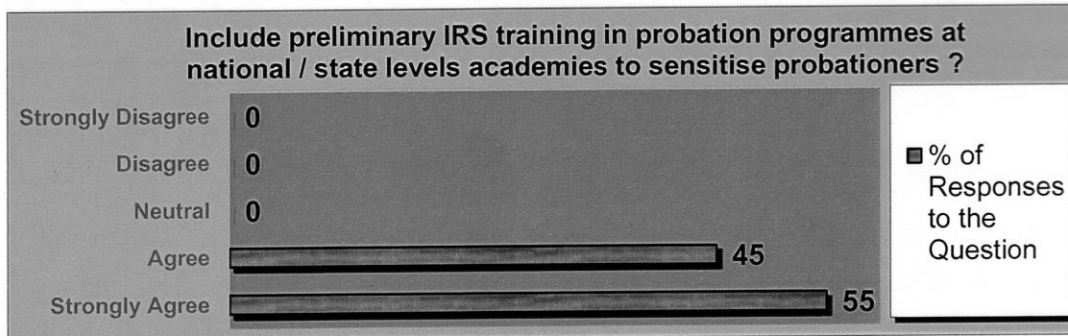 Include preliminary IRS training in probation programmes at
national / state levels academies to sensitise probationers ?
Strongly Disagree 0
Disagree 0
Neutral 0
Agree 45
Strongly Agree 55
% of
Responses
to the
Question